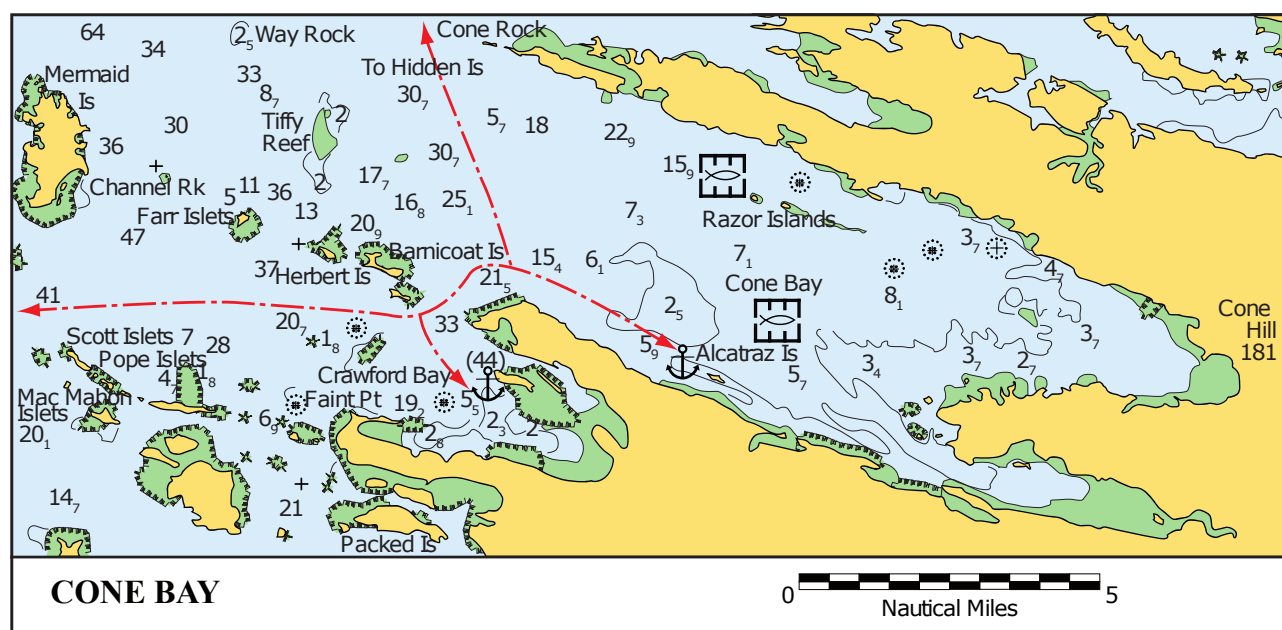 64
34
2₅ Way Rock
Cone Rock
Mermaid
Is
33
To Hidden Is
8₇
30₇
Tiffy
Reef
2
5₇
18
22₉
30
36
30₇
15₉
Channel Rk
5
11
36
2
17₇
Farr Islets
13
16₈
25₁
7₃
Razor Islands
47
20₉
Barnicoat Is
3₇
37
Herbert Is
15₄
6₁
7₁
4₇
41
21₅
Cone Bay
8₁
2₅
20₇
33
Cone
Hill
181
Scott Islets 7
28
1₈
5₉
Alcatraz Is
3₇
Pope Islets
(44)
3₄
3₇
2₇
4₇
1₈
Crawford Bay
5₇
Mac Mahon
Islets
Faint Pt
20₁
6₉
19₂
5₅
2₈
2₃
2
14₇
21
Packed Is
CONE BAY
0
5
Nautical Miles